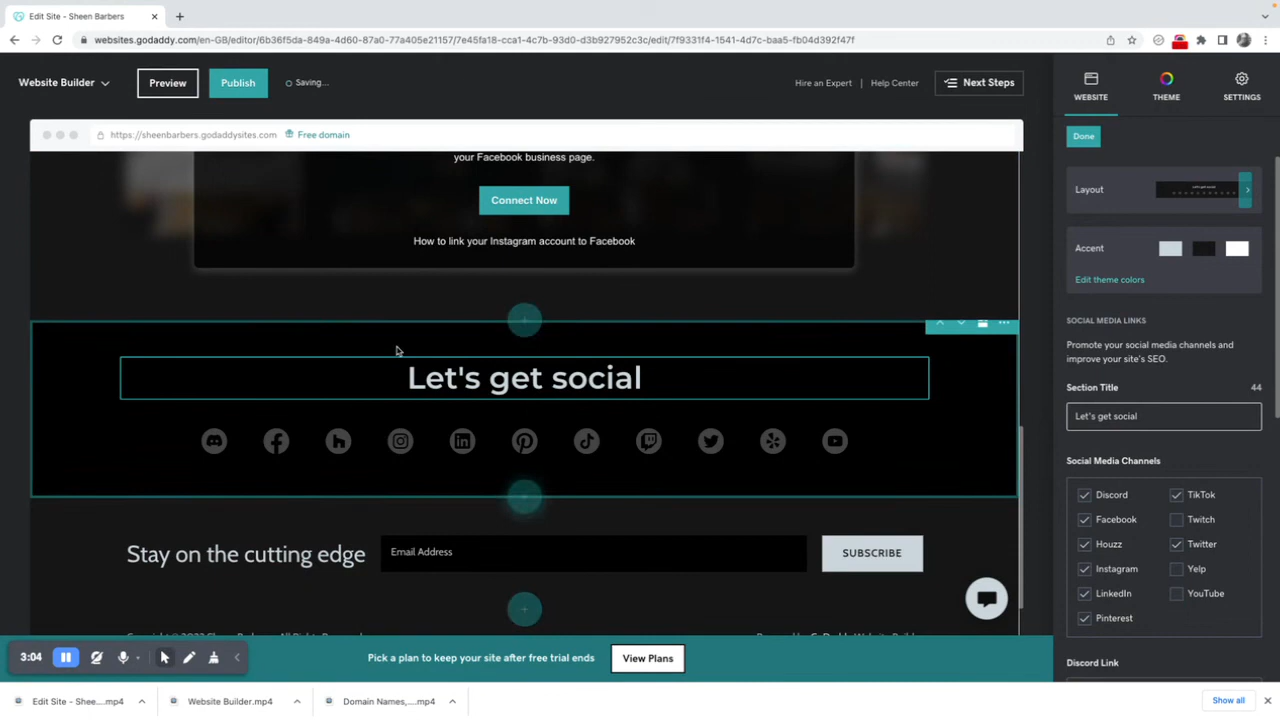 Edit Site - Sheen Barbers
websites.godaddy.com/en-GB/editor/6b36f5da-849a-4d60-87a0-77a405e21157/7e45fa18-cca1-4c7b-93d0-d3b927952c3c/edit/7f9331f4-1541-4d7c-baa5-fb04d392f47f
Website Builder
Preview
Publish
Saving...
Hire an Expert
Help Center
Next Steps
WEBSITE
THEME
SETTINGS
https://sheenbarbers.godaddysites.com
Free domain
Done
your Facebook business page.
Connect Now
How to link your Instagram account to Facebook
Layout
Accent
Edit theme colors
SOCIAL MEDIA LINKS
Promote your social media channels and
improve your site's SEO.
Section Title 44
Let's get social
Let's get social
Social Media Channels
Discord
TikTok
Facebook
Twitch
Houzz
Twitter
Instagram
Yelp
LinkedIn
YouTube
Pinterest
Discord Link
Stay on the cutting edge
Email Address
SUBSCRIBE
3:04
Pick a plan to keep your site after free trial ends
View Plans
Edit Site - Shee....mp4
Website Builder.mp4
Domain Names,....mp4
Show all